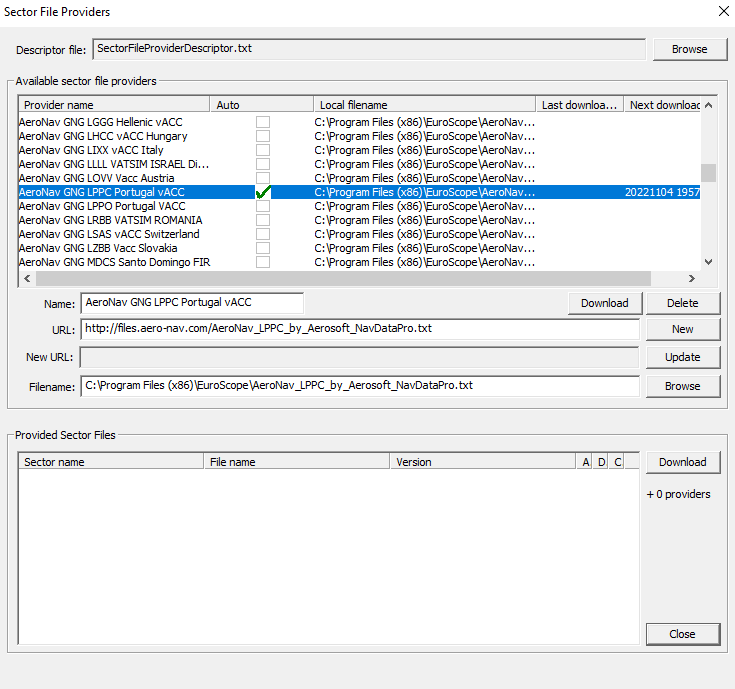 Sector File Providers
Descriptor file: SectorFileProviderDescriptor.txt Browse
Available sector file providers
Provider name Auto Local filename Last downloa... Next download
AeroNav GNG LGGG Hellenic vACC C:\Program Files (x86)\EuroScope\AeroNav...
AeroNav GNG LHCC vACC Hungary C:\Program Files (x86)\EuroScope\AeroNav...
AeroNav GNG LIXX vACC Italy C:\Program Files (x86)\EuroScope\AeroNav...
AeroNav GNG LLLL VATSIM ISRAEL Di... C:\Program Files (x86)\EuroScope\AeroNav...
AeroNav GNG LOVV Vacc Austria C:\Program Files (x86)\EuroScope\AeroNav...
AeroNav GNG LPPC Portugal vACC C:\Program Files (x86)\EuroScope\AeroNav... 20221104 1957
AeroNav GNG LPPO Portugal VACC C:\Program Files (x86)\EuroScope\AeroNav...
AeroNav GNG LRBB VATSIM ROMANIA C:\Program Files (x86)\EuroScope\AeroNav...
AeroNav GNG LSAS vACC Switzerland C:\Program Files (x86)\EuroScope\AeroNav...
AeroNav GNG LZBB Vacc Slovakia C:\Program Files (x86)\EuroScope\AeroNav...
AeroNav GNG MDCS Santo Domingo FIR C:\Program Files (x86)\EuroScope\AeroNav...
Name: AeroNav GNG LPPC Portugal vACC Download Delete
URL: http://files.aero-nav.com/AeroNav_LPPC_by_Aerosoft_NavDataPro.txt New
New URL: Update
Filename: C:\Program Files (x86)\EuroScope\AeroNav_LPPC_by_Aerosoft_NavDataPro.txt Browse
Provided Sector Files
Sector name File name Version A D C Download
+ 0 providers
Close